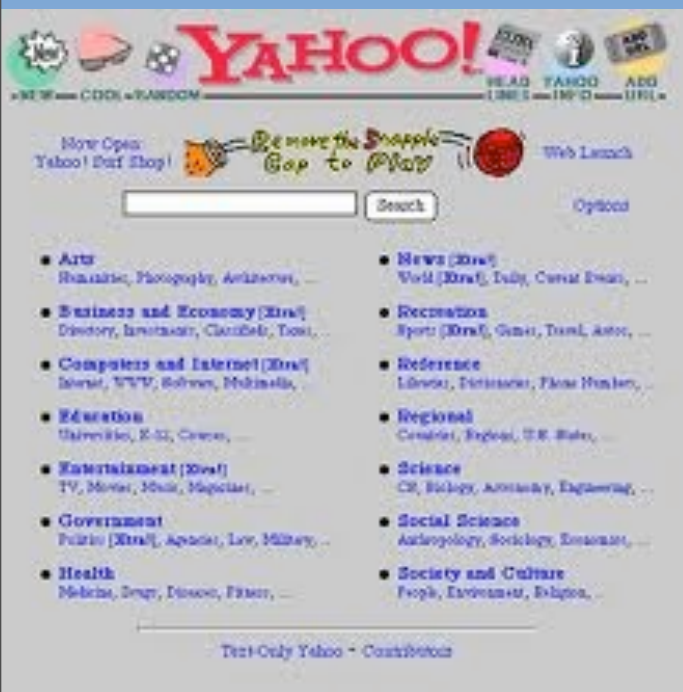 New
YAHOO!
NEW COOL RANDOM HEAD LINES YAHOO INFO ADD URL
Now Open: Yahoo! Surf Shop!
Remove the Snapple Cap to Play
Web Launch
Search
Options
Arts
Humanities, Photography, Architecture, ...
Business and Economy [Xtra!]
Directory, Investments, Classifieds, Taxes, ...
Computers and Internet [Xtra!]
Internet, WWW, Software, Multimedia, ...
Education
Universities, K-12, Courses, ...
Entertainment [Xtra!]
TV, Movies, Music, Magazines, ...
Government
Politics [Xtra!], Agencies, Law, Military, ...
Health
Medicine, Drugs, Diseases, Fitness, ...
News [Xtra!]
World [Xtra!], Daily, Current Events, ...
Recreation
Sports [Xtra!], Games, Travel, Autos, ...
Reference
Libraries, Dictionaries, Phone Numbers, ...
Regional
Countries, Regions, U.S. States, ...
Science
CS, Biology, Astronomy, Engineering, ...
Social Science
Anthropology, Sociology, Economics, ...
Society and Culture
People, Environment, Religion, ...
Text-Only Yahoo - Contributors